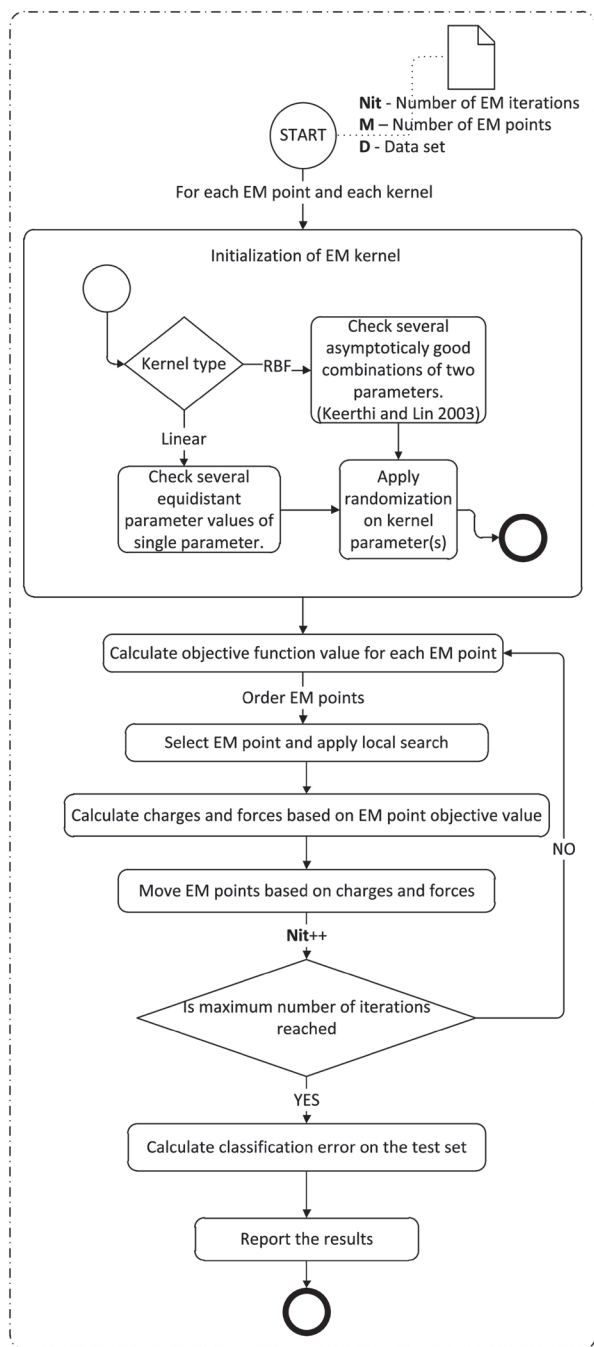 Nit - Number of EM iterations
M – Number of EM points
D - Data set
START
For each EM point and each kernel
Initialization of EM kernel
Kernel type
RBF
Check several
asymptoticaly good
combinations of two
parameters.
(Keerthi and Lin 2003)
Linear
Check several
equidistant
parameter values of
single parameter.
Apply
randomization
on kernel
parameter(s)
Calculate objective function value for each EM point
Order EM points
Select EM point and apply local search
Calculate charges and forces based on EM point objective value
NO
Move EM points based on charges and forces
Nit++
Is maximum number of iterations
reached
YES
Calculate classification error on the test set
Report the results